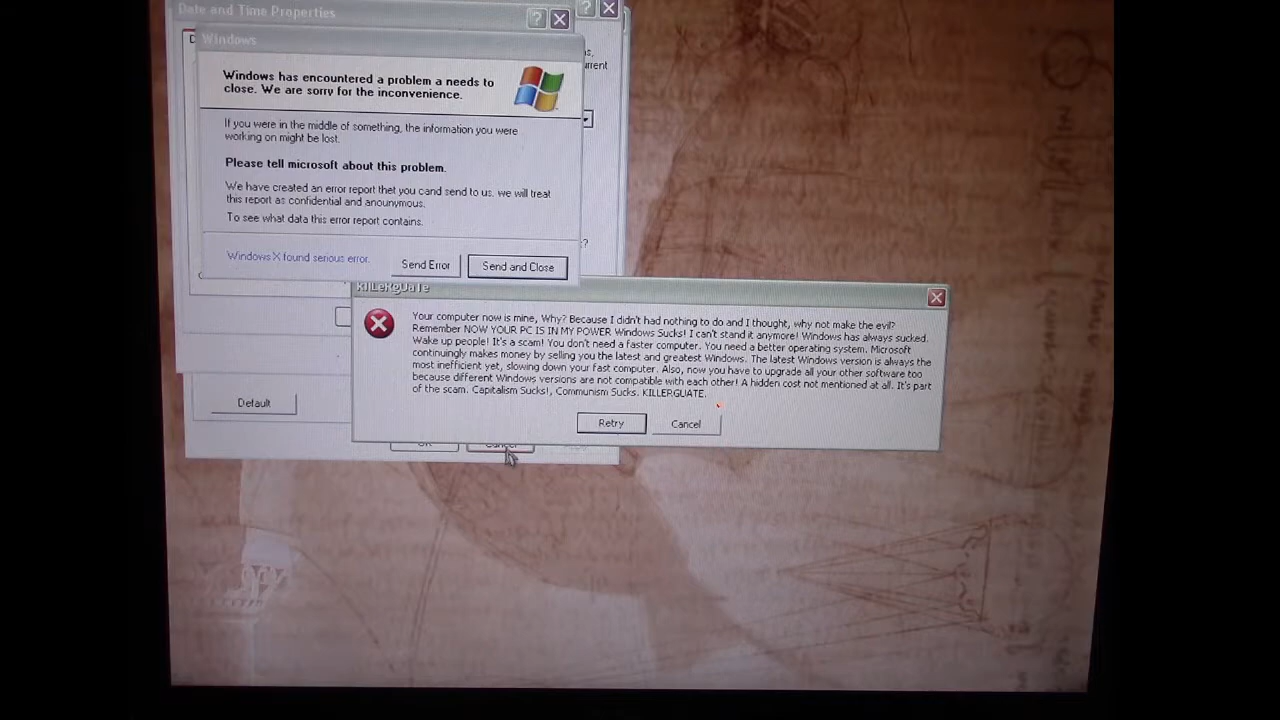 Date and Time Properties
Windows
Windows has encountered a problem a needs to
close. We are sorry for the inconvenience.
If you were in the middle of something, the information you were
working on might be lost.
Please tell microsoft about this problem.
We have created an error report thet you cand send to us. we will treat
this report as confidential and anounymous.
To see what data this error report contains.
Windows X found serious error.
Send Error
Send and Close
kILLeRgUaTe
Your computer now is mine, Why? Because I didn't had nothing to do and I thought, why not make the evil?
Remember NOW YOUR PC IS IN MY POWER Windows Sucks! I can't stand it anymore! Windows has always sucked.
Wake up people! It's a scam! You don't need a faster computer. You need a better operating system. Microsoft
continuingly makes money by selling you the latest and greatest Windows. The latest Windows version is always the
most inefficient yet, slowing down your fast computer. Also, now you have to upgrade all your other software too
because different Windows versions are not compatible with each other! A hidden cost not mentioned at all. It's part
of the scam. Capitalism Sucks!, Communism Sucks. KILLERGUATE.
Retry
Cancel
Default
OK
Cancel